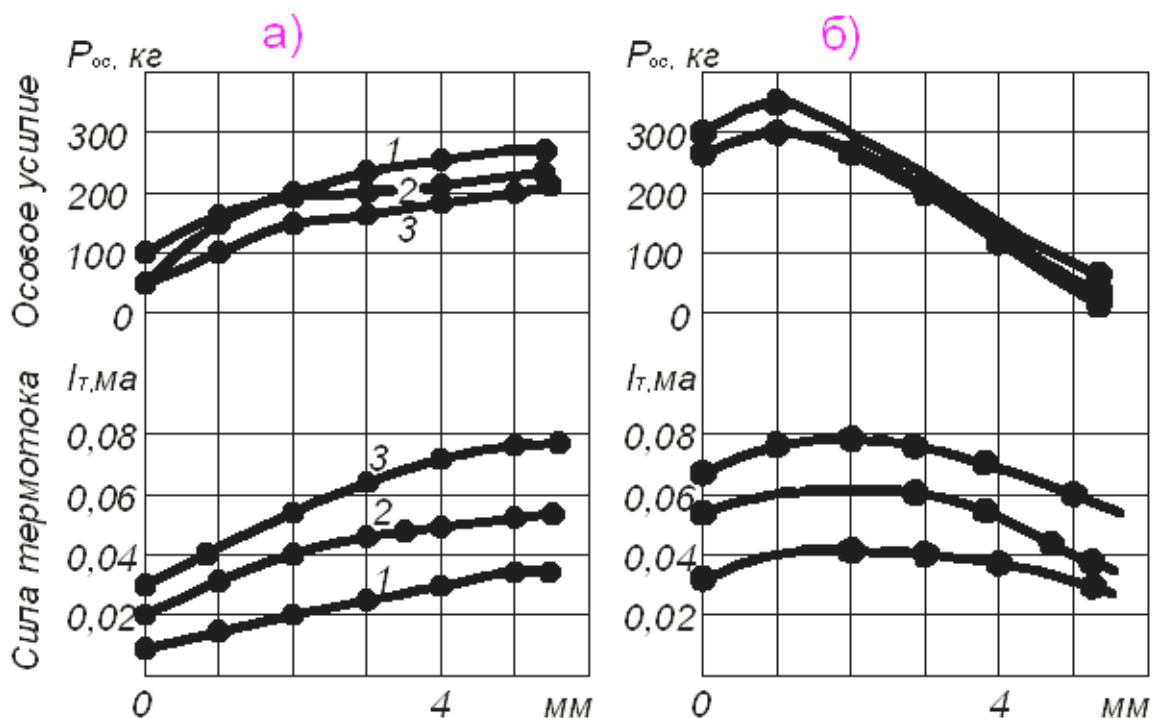 а)
б)
Pос, кг
Pос, кг
Осовое усилие
300
200
100
0
1
2
3
300
200
100
0
Iт,ма
Iт,ма
Сила термотока
0,08
0,06
0,04
0,02
3
2
1
0,08
0,06
0,04
0,02
0
4
мм
0
4
мм